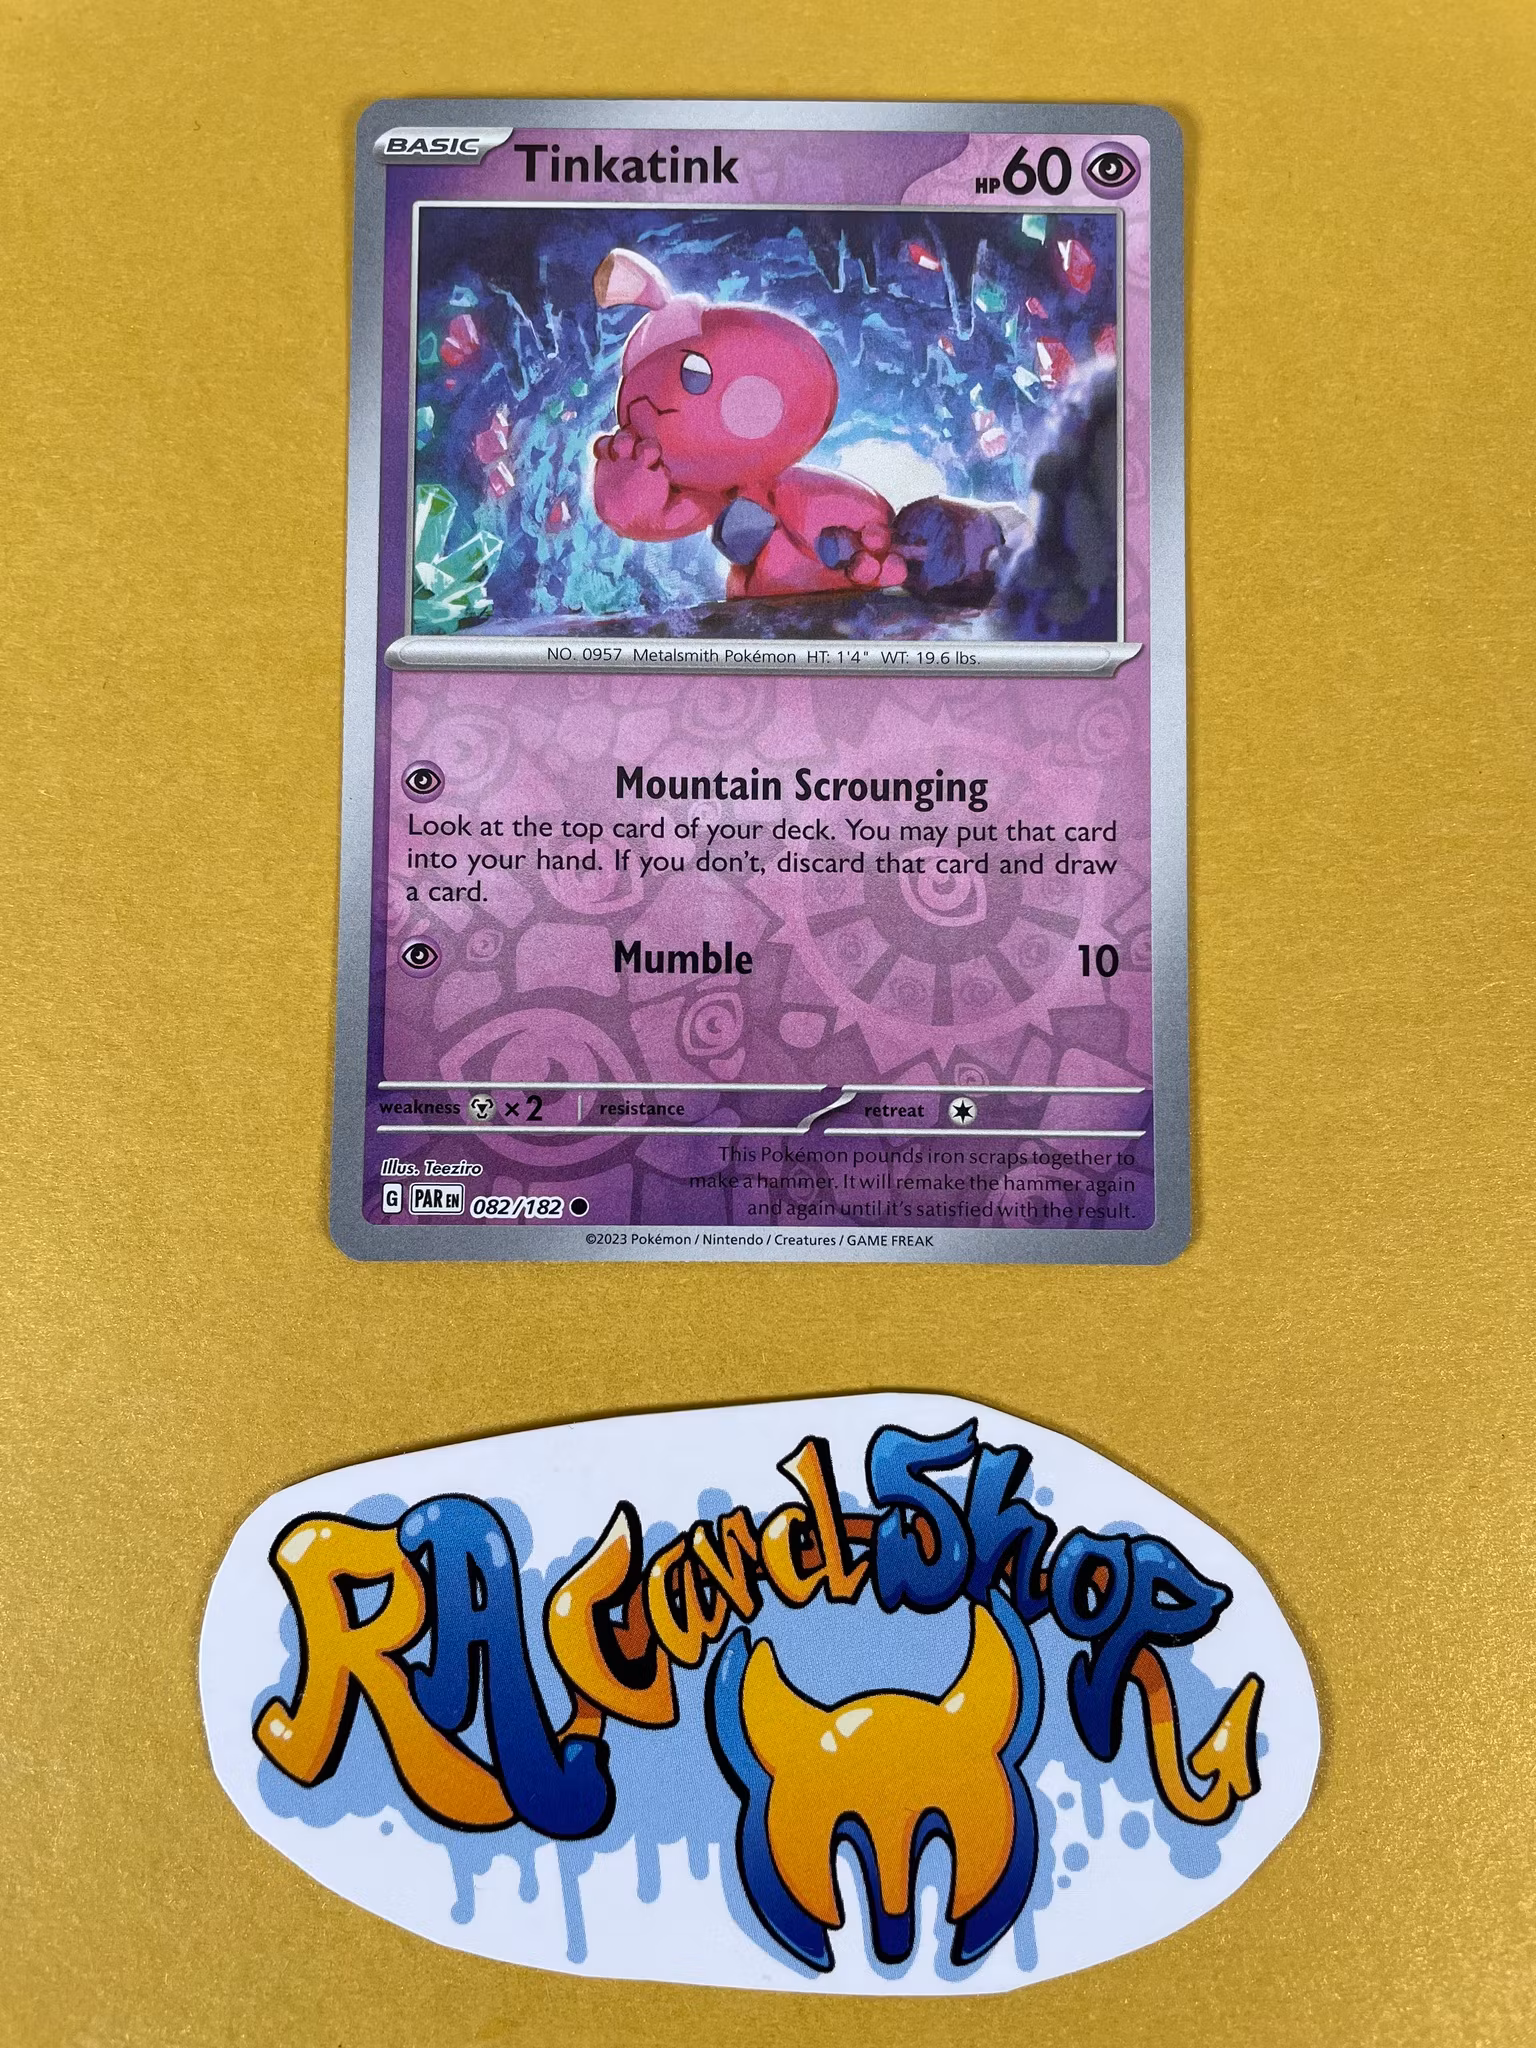 BASIC Tinkatink HP 60
NO. 0957 Metalsmith Pokémon HT: 1'4" WT: 19.6 lbs.
Mountain Scrounging
Look at the top card of your deck. You may put that card
into your hand. If you don't, discard that card and draw
a card.
Mumble 10
weakness ×2 resistance retreat
This Pokémon pounds iron scraps together to
make a hammer. It will remake the hammer again
and again until it's satisfied with the result.
Illus. Teeziro
G PAR EN 082/182
©2023 Pokémon / Nintendo / Creatures / GAME FREAK
RA Card Shop